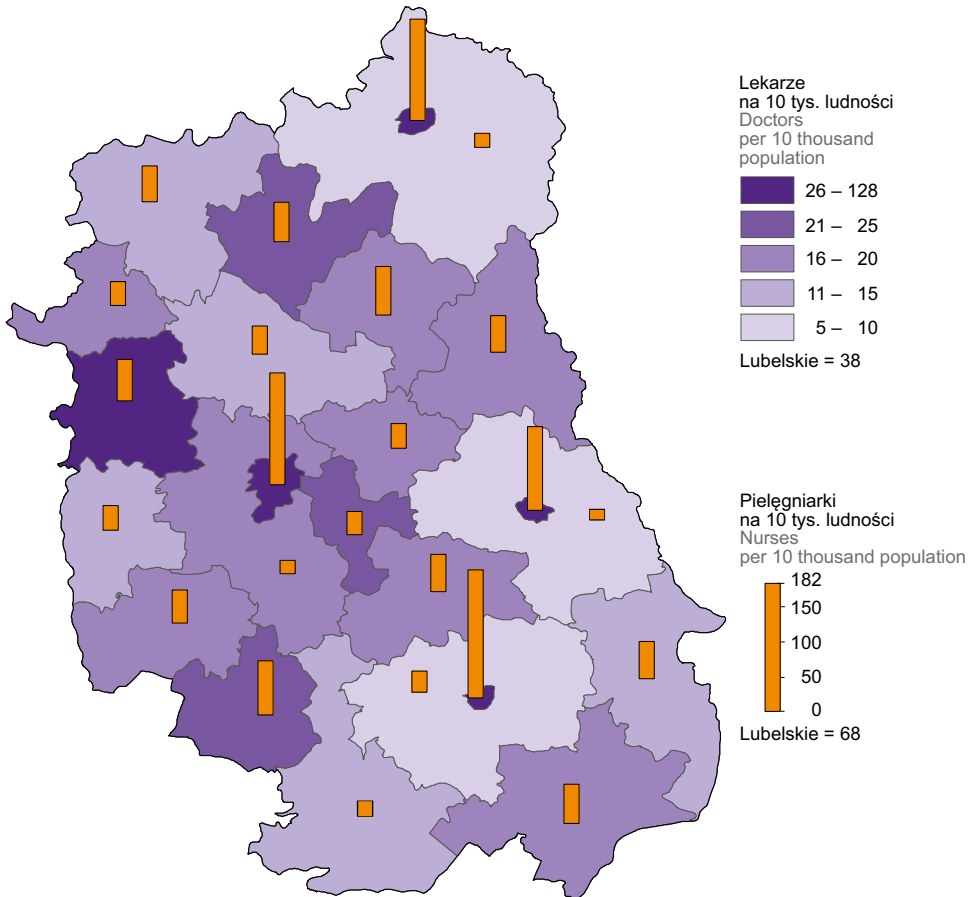 Lekarze
na 10 tys. ludności
Doctors
per 10 thousand
population
26 – 128
21 – 25
16 – 20
11 – 15
5 – 10
Lubelskie = 38
Pielęgniarki
na 10 tys. ludności
Nurses
per 10 thousand population
182
150
100
50
0
Lubelskie = 68